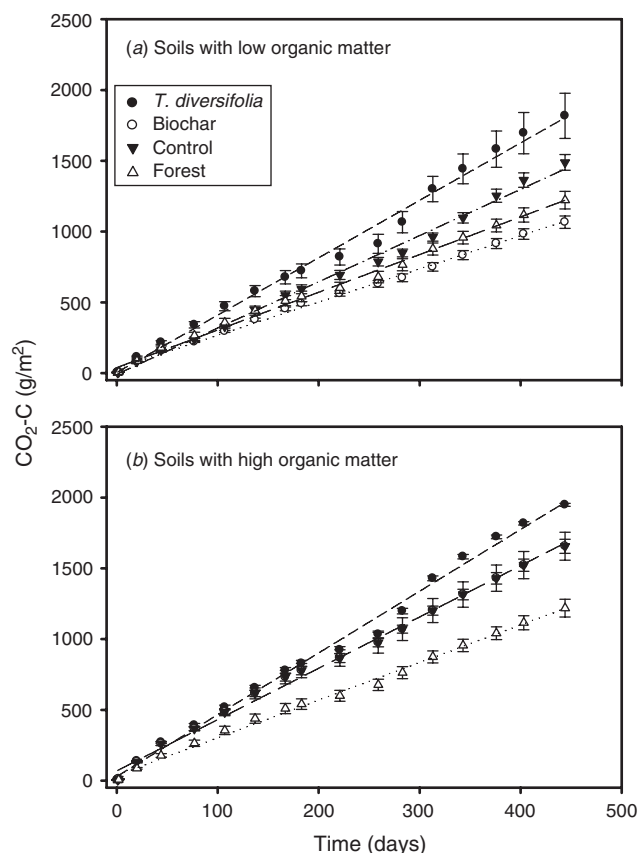 (a) Soils with low organic matter
T. diversifolia
Biochar
Control
Forest
2500
2000
1500
1000
500
0
(b) Soils with high organic matter
2500
2000
1500
1000
500
0
CO₂-C (g/m²)
0 100 200 300 400 500
Time (days)